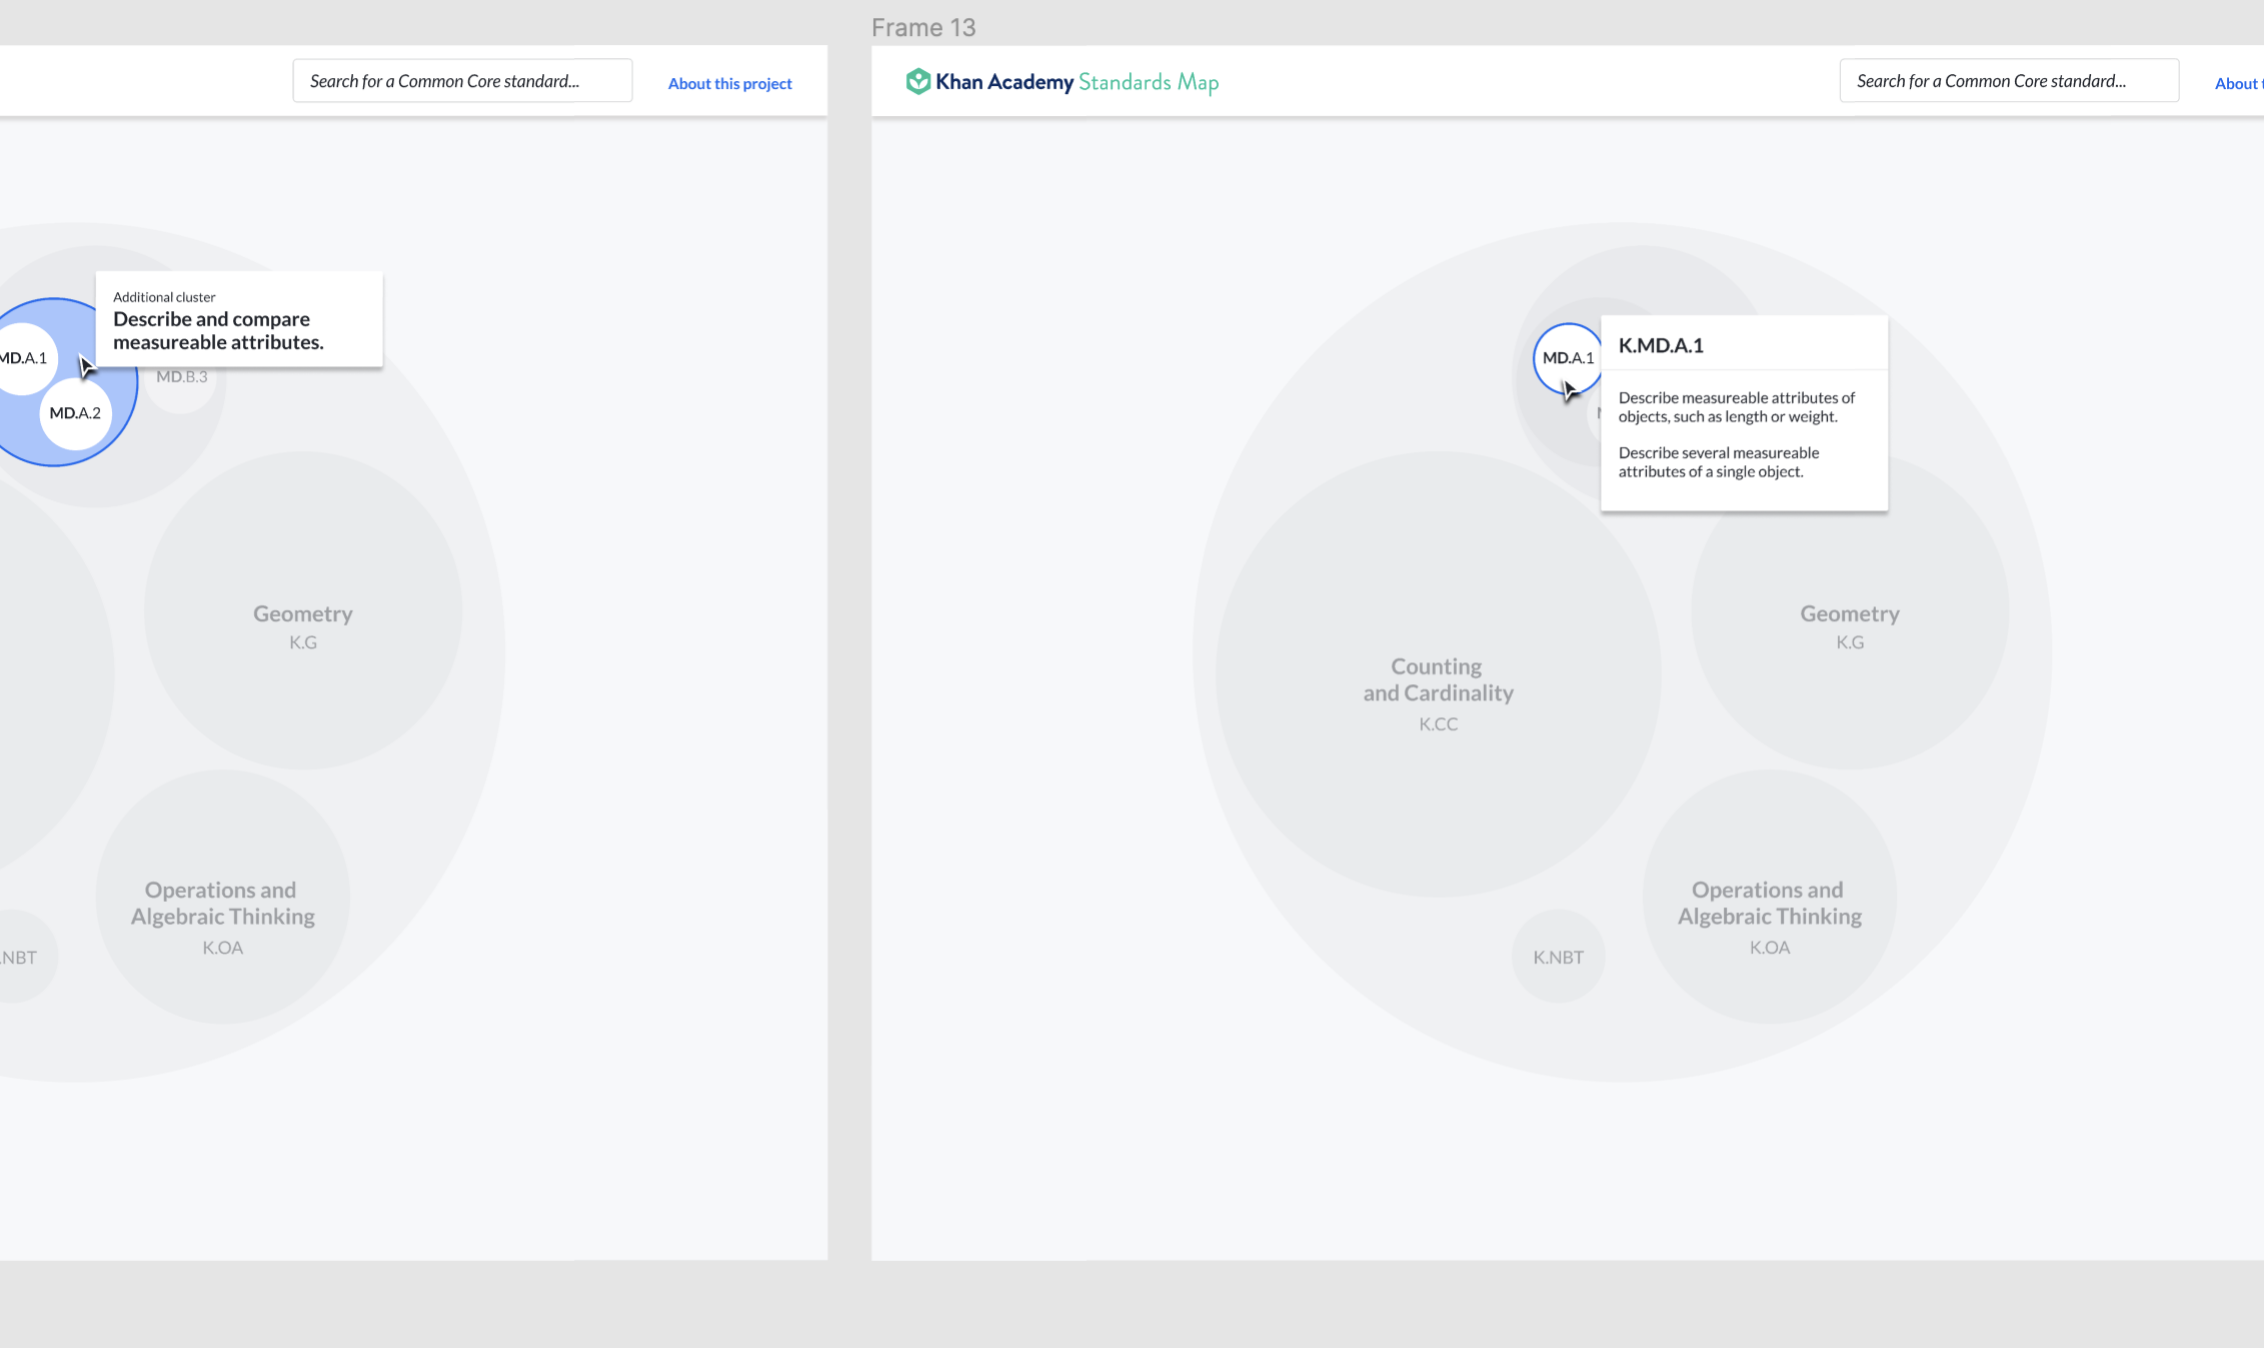 Search for a Common Core standard...
About this project
Additional cluster
Describe and compare
measureable attributes.
MD.A.1
MD.A.2
MD.B.3
Geometry
K.G
Operations and
Algebraic Thinking
K.OA
.NBT
Frame 13
Khan Academy Standards Map
Search for a Common Core standard...
About
MD.A.1
K.MD.A.1
Describe measureable attributes of
objects, such as length or weight.
Describe several measureable
attributes of a single object.
Counting
and Cardinality
K.CC
Geometry
K.G
Operations and
Algebraic Thinking
K.OA
K.NBT